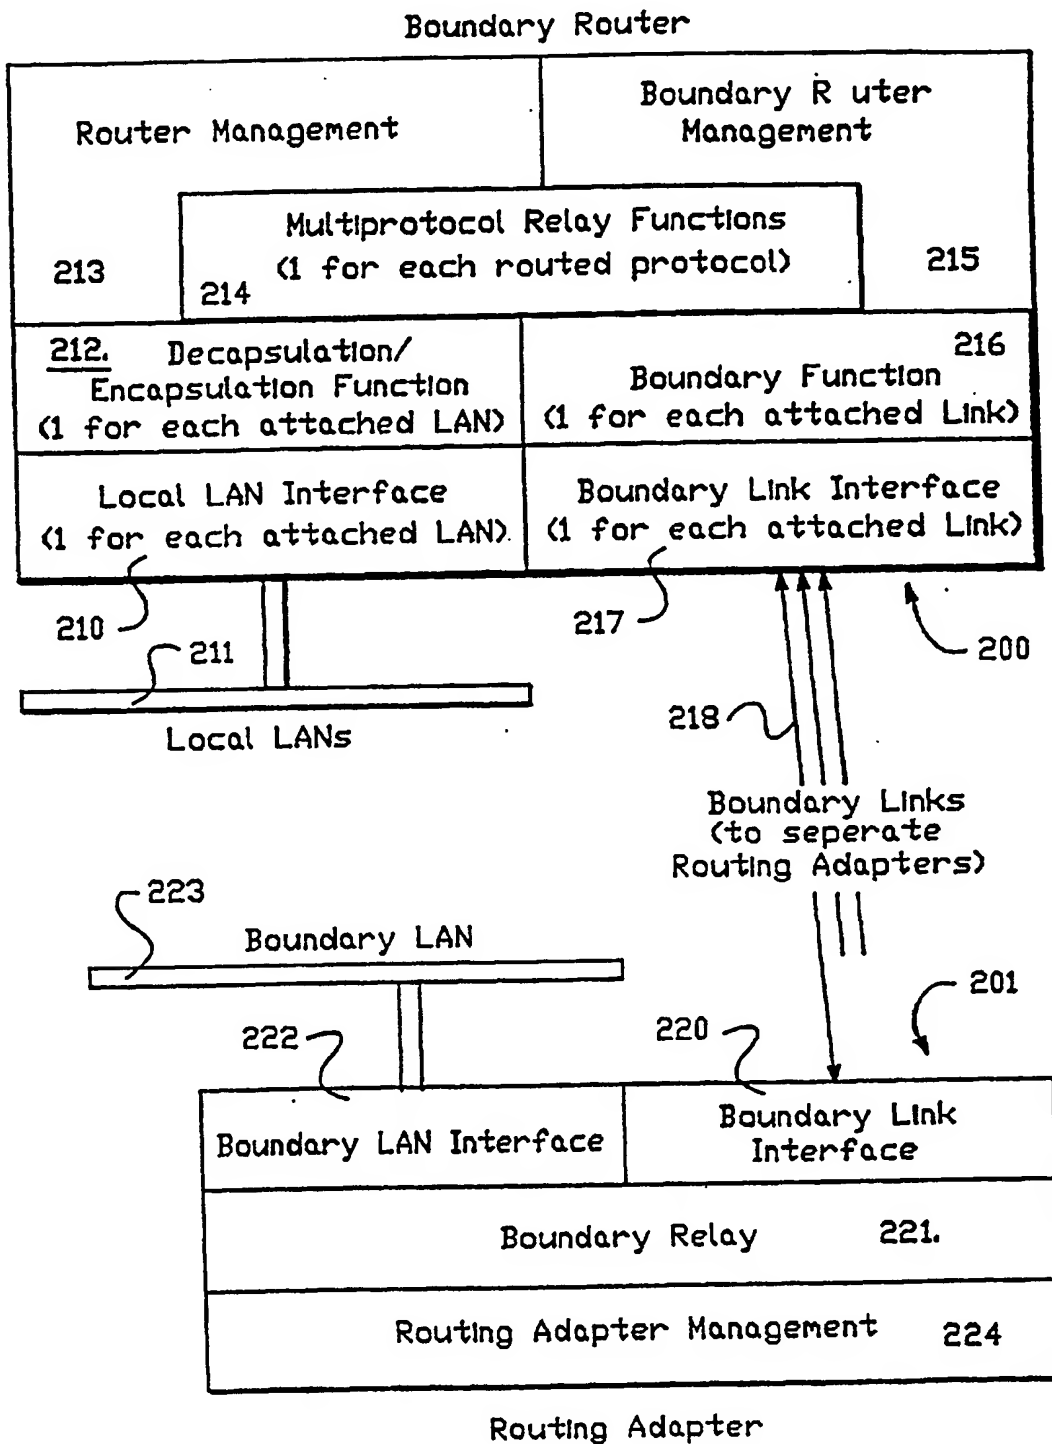 Boundary Router
Router Management
Boundary R uter
Management
Multiprotocol Relay Functions
(1 for each routed protocol)
213
214
215
212. Decapsulation/
Encapsulation Function
(1 for each attached LAN)
216
Boundary Function
(1 for each attached Link)
Local LAN Interface
(1 for each attached LAN).
Boundary Link Interface
(1 for each attached Link)
210
211
217
200
Local LANs
218
Boundary Links
(to seperate
Routing Adapters)
223
Boundary LAN
222
220
201
Boundary LAN Interface
Boundary Link
Interface
Boundary Relay 221.
Routing Adapter Management 224
Routing Adapter